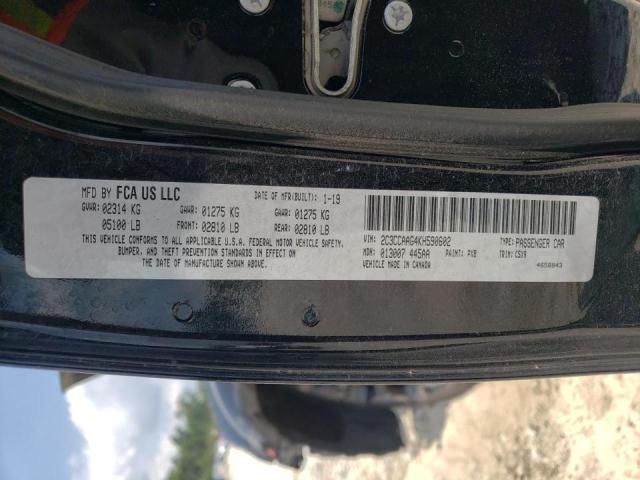 MFD BY FCA US LLC DATE OF MFR(BUILT): 1-19
GVWR: 02314 KG GAWR: 01275 KG GAWR: 01275 KG
05100 LB FRONT: 02810 LB REAR: 02810 LB
THIS VEHICLE CONFORMS TO ALL APPLICABLE U.S.A. FEDERAL MOTOR VEHICLE SAFETY,
BUMPER, AND THEFT PREVENTION STANDARDS IN EFFECT ON
THE DATE OF MANUFACTURE SHOWN ABOVE.
VIN: 2C3CCAAG4KH590602 TYPE: PASSENGER CAR
MDH: 013007 445AA PAINT: PX8 TRIM: CSX9
VEHICLE MADE IN CANADA 4650843